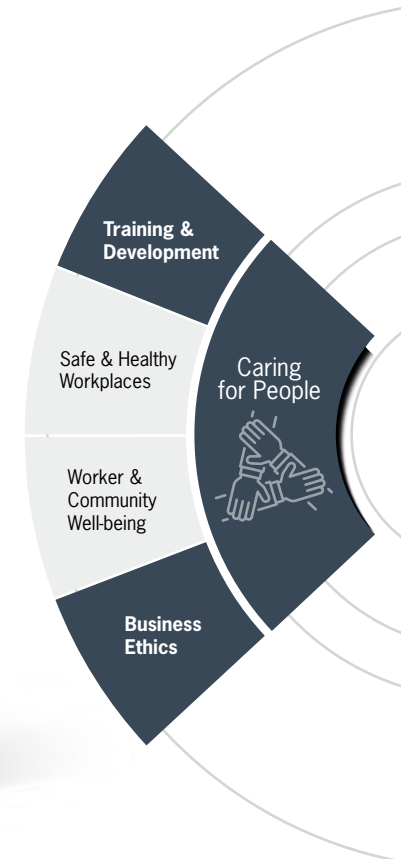 Training &
Development
Safe & Healthy
Workplaces
Caring
for People
Worker &
Community
Well-being
Business
Ethics